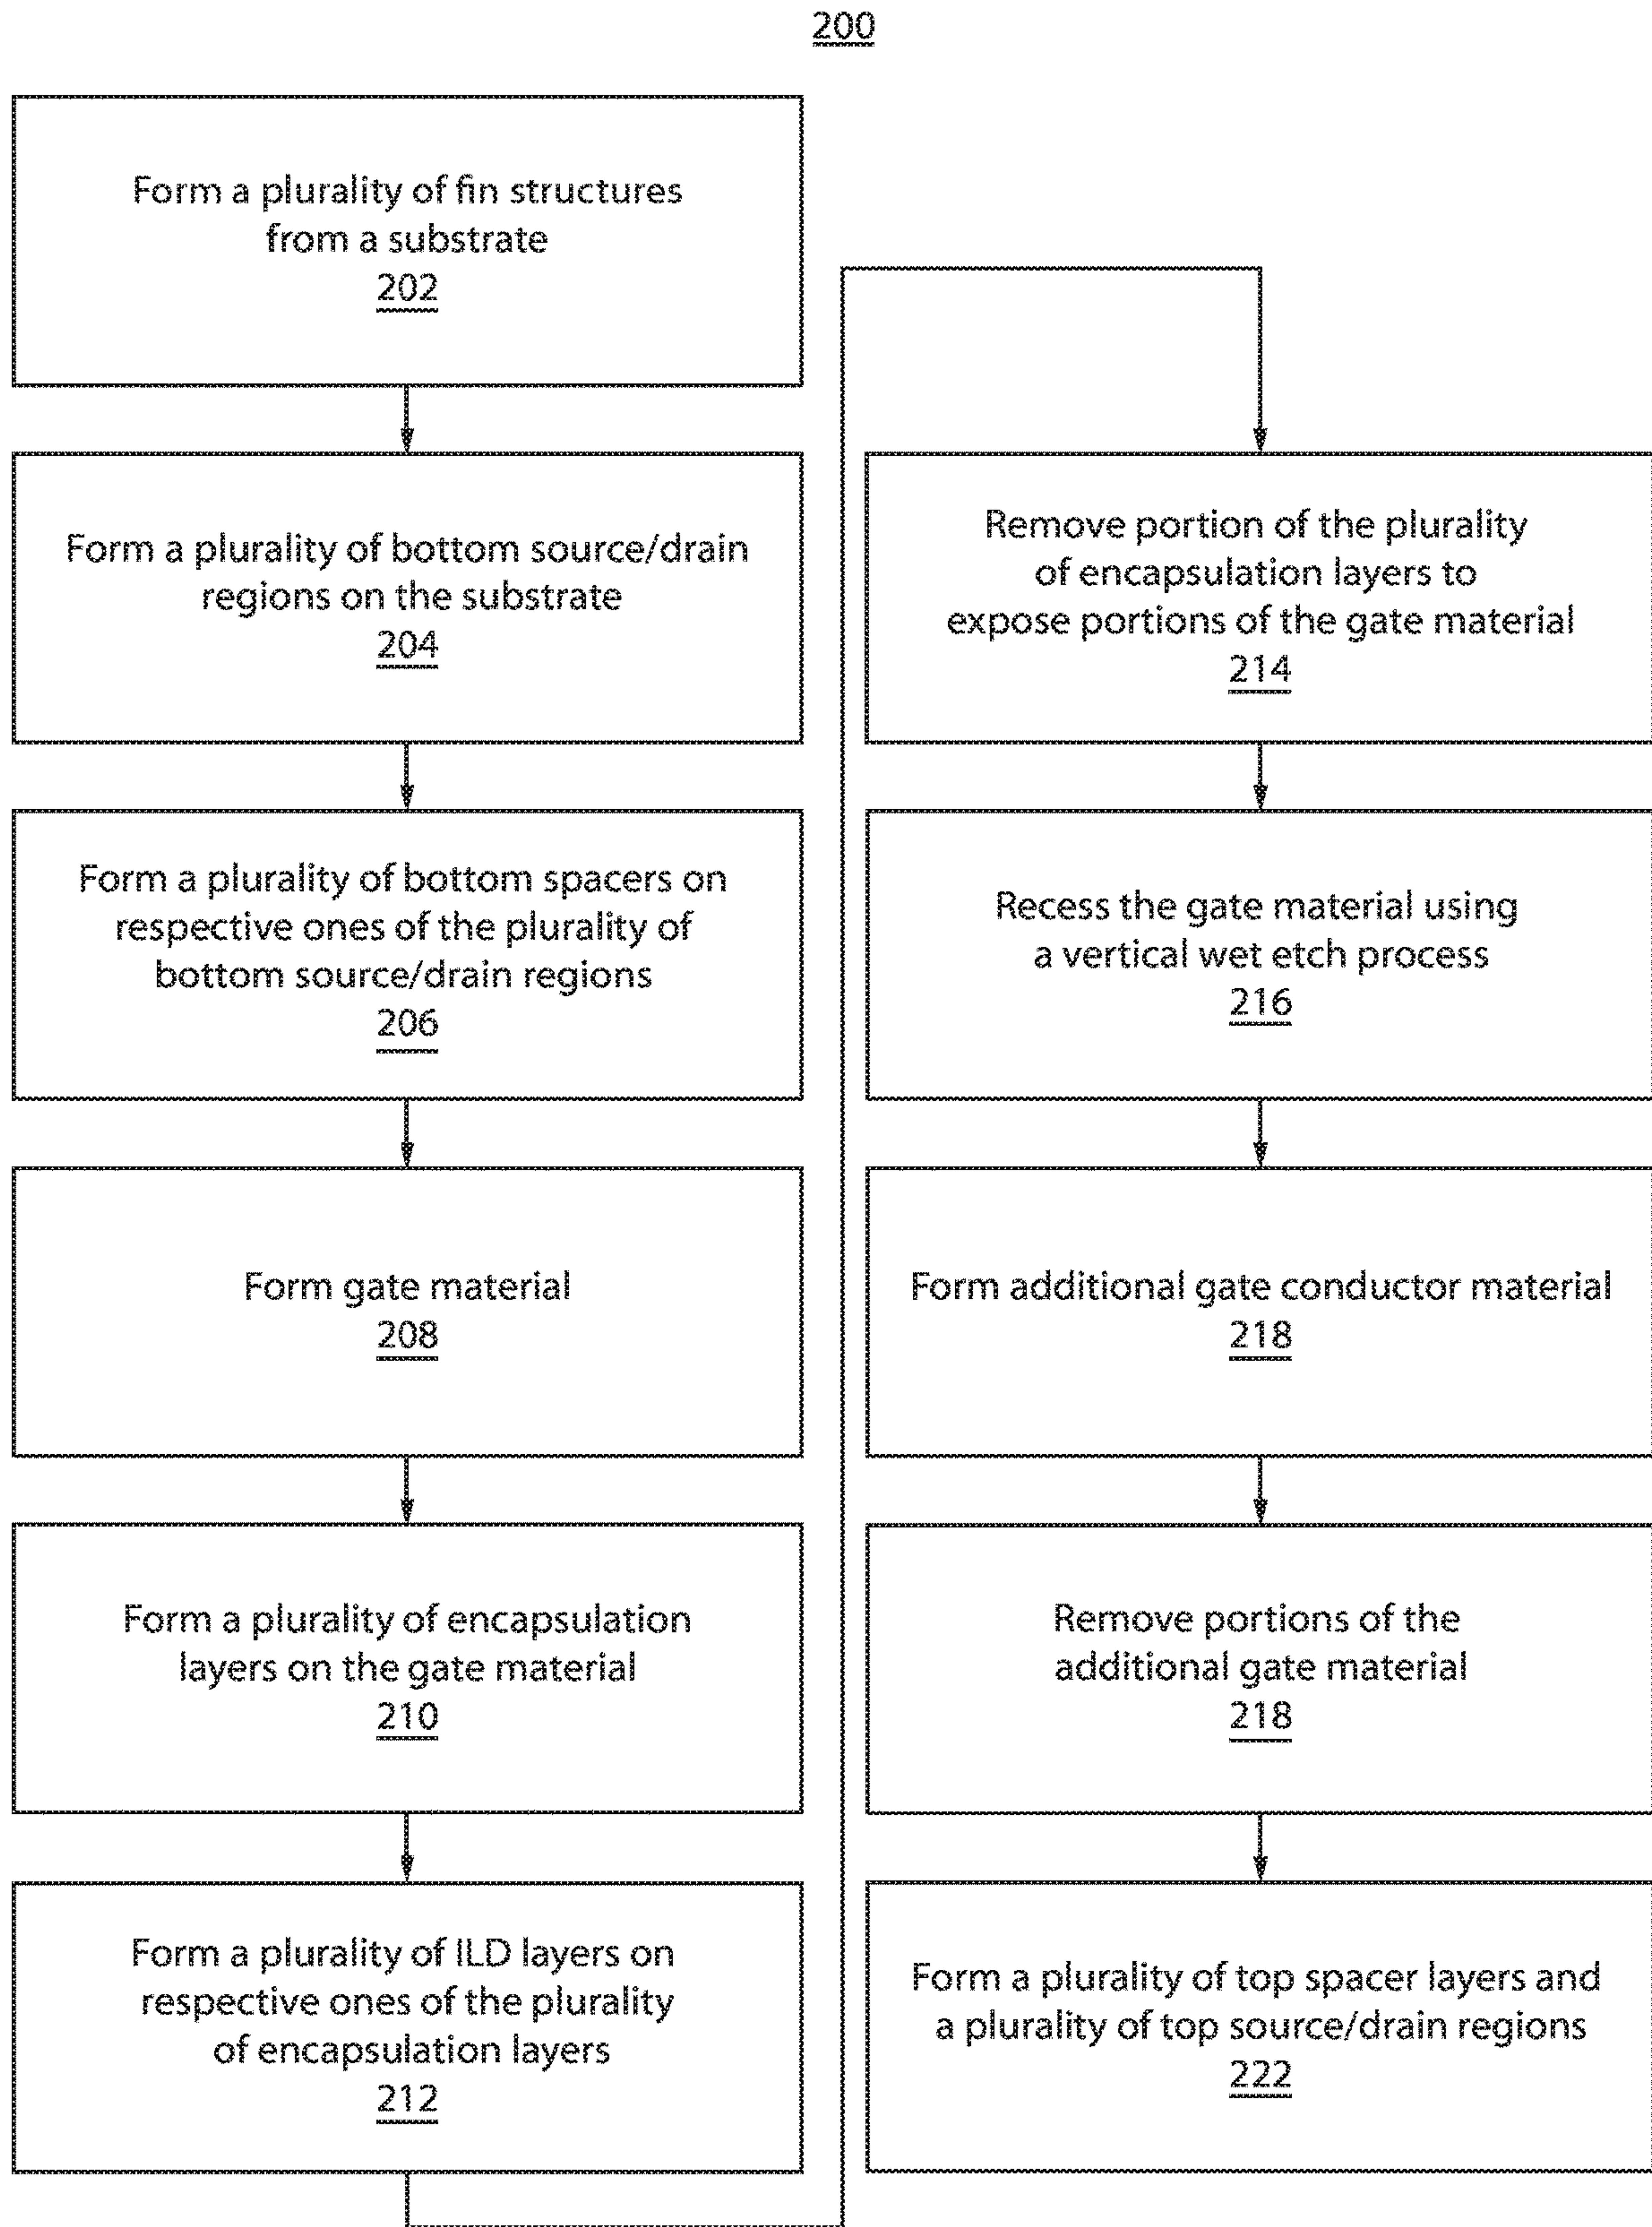 200
Form a plurality of fin structures
from a substrate
202
Form a plurality of bottom source/drain
regions on the substrate
204
Form a plurality of bottom spacers on
respective ones of the plurality of
bottom source/drain regions
206
Form gate material
208
Form a plurality of encapsulation
layers on the gate material
210
Form a plurality of ILD layers on
respective ones of the plurality
of encapsulation layers
212
Remove portion of the plurality
of encapsulation layers to
expose portions of the gate material
214
Recess the gate material using
a vertical wet etch process
216
Form additional gate conductor material
218
Remove portions of the
additional gate material
218
Form a plurality of top spacer layers and
a plurality of top source/drain regions
222